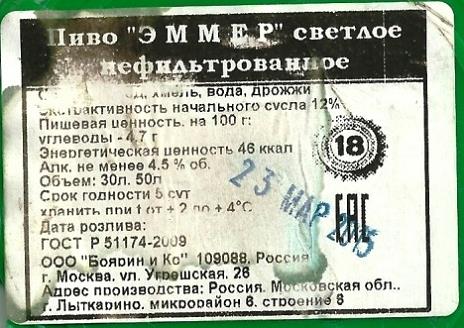 Пиво "ЭММЕР" светлое
нефильтрованное
солод, хмель, вода, дрожжи
Экстрактивность начального сусла 12%
Пищевая ценность. на 100 г:
углеводы - 4,7 г
Энергетическая ценность 46 ккал
Алк. не менее 4.5 % об.
Объем: 30л. 50л
Срок годности 5 сут
хранить при t от + 2 до + 4°С
Дата розлива:
ГОСТ Р 51174-2009
ООО "Боярин и Ко" 109088, Россия
г. Москва, ул. Угрешская, 26
Адрес производства: Россия. Московская обл..
г. Лыткарино, микрорайон 6, строение 8
18
23 МАР 2015
ЕАС